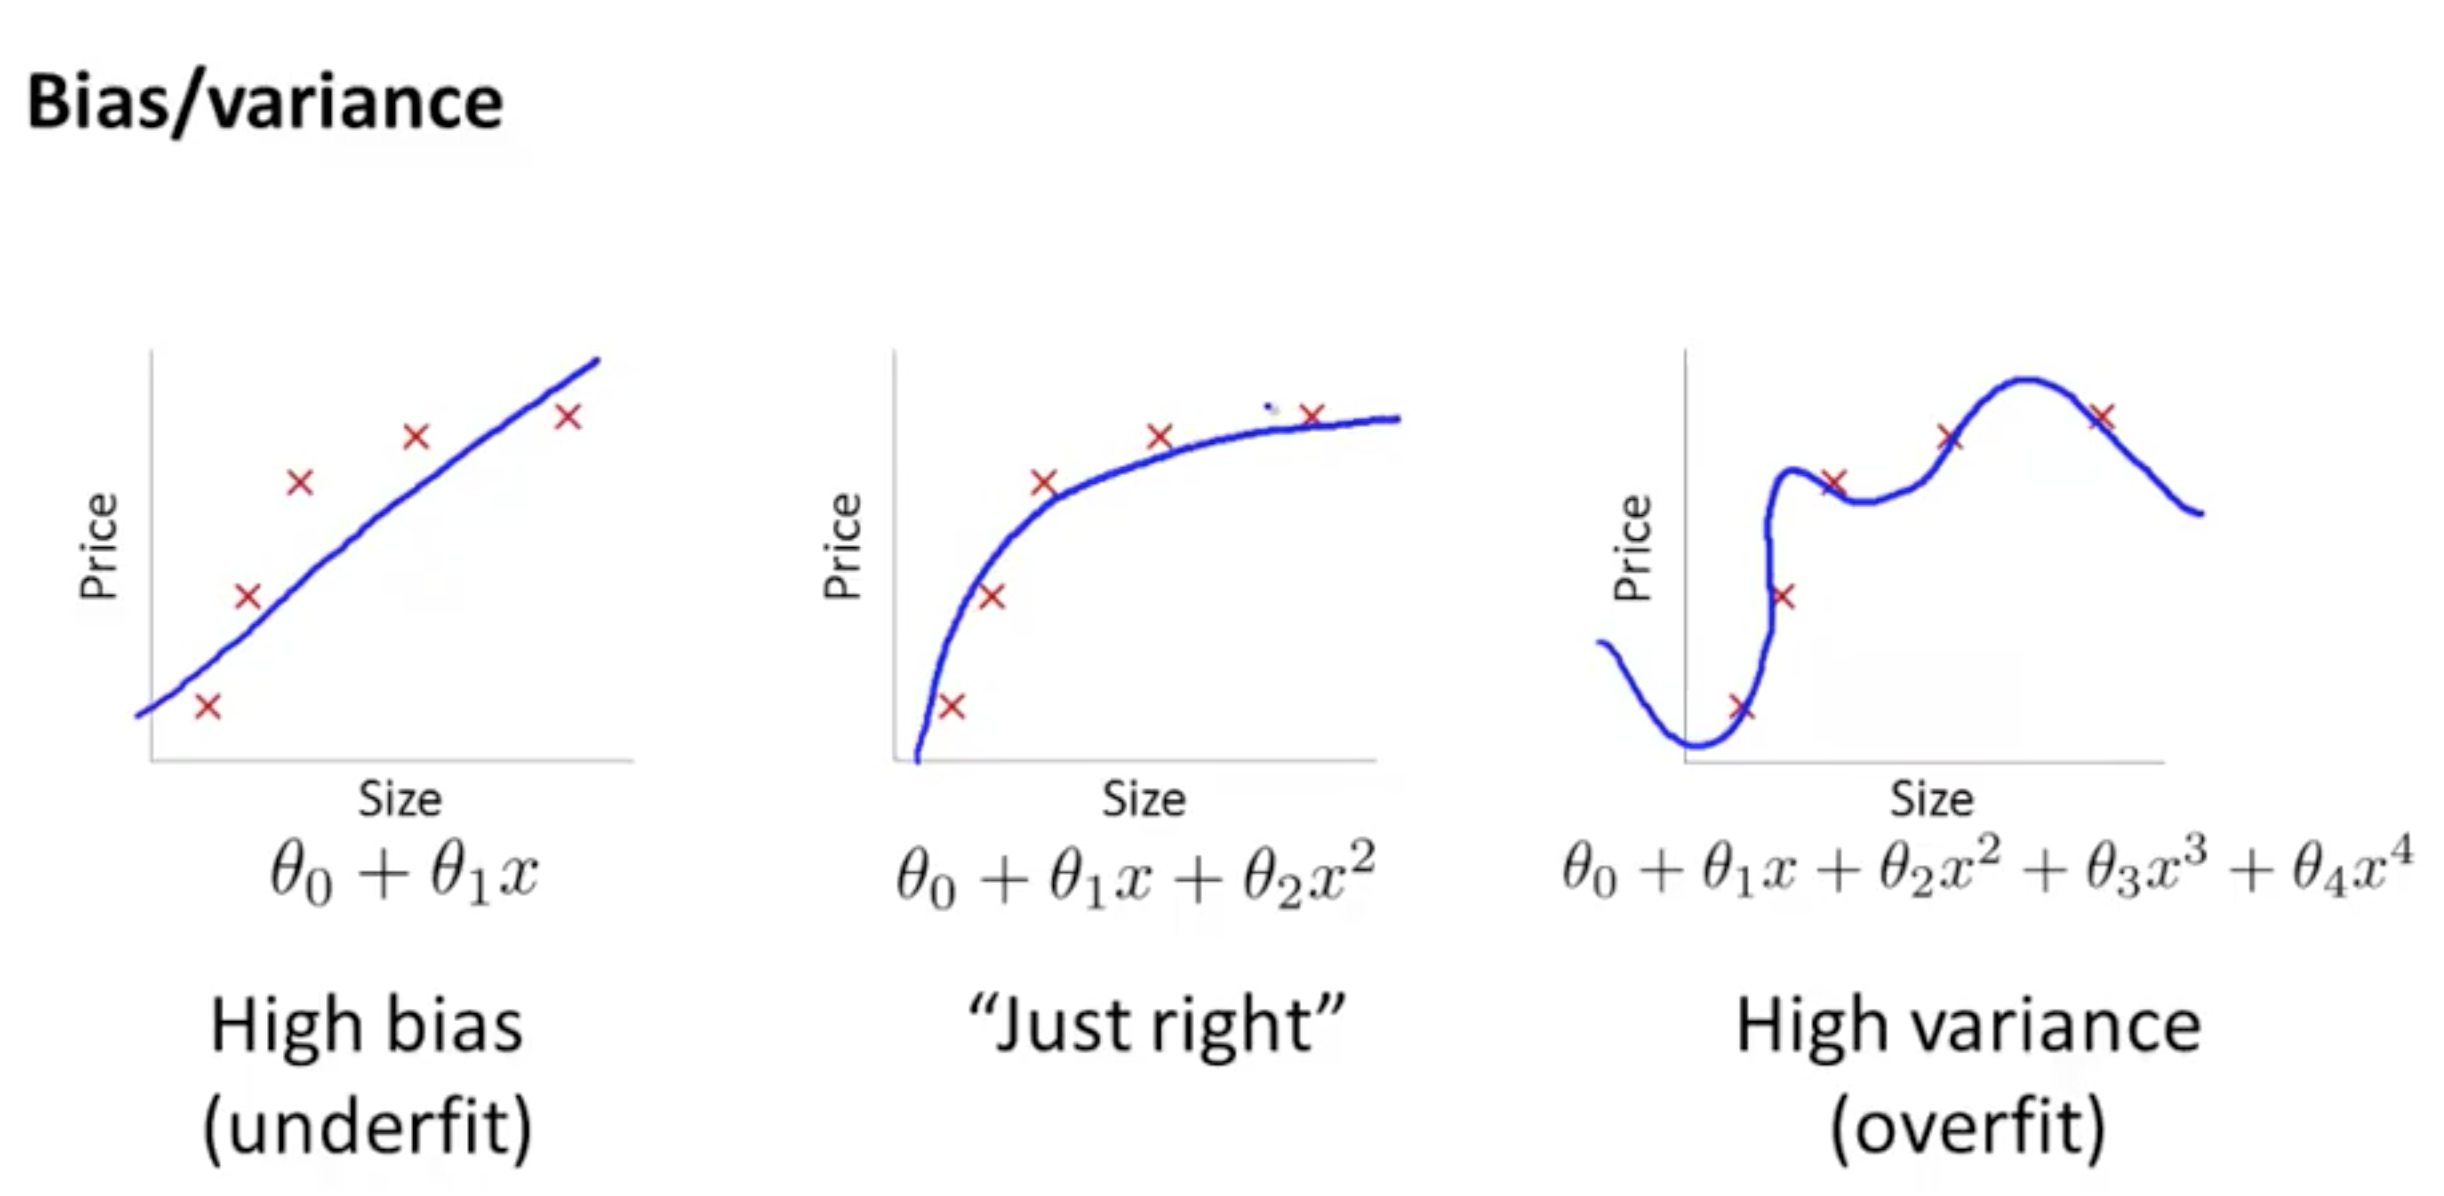 Bias/variance
Price
Size
θ₀ + θ₁x
High bias
(underfit)
Price
Size
θ₀ + θ₁x + θ₂x²
“Just right”
Price
Size
θ₀ + θ₁x + θ₂x² + θ₃x³ + θ₄x⁴
High variance
(overfit)